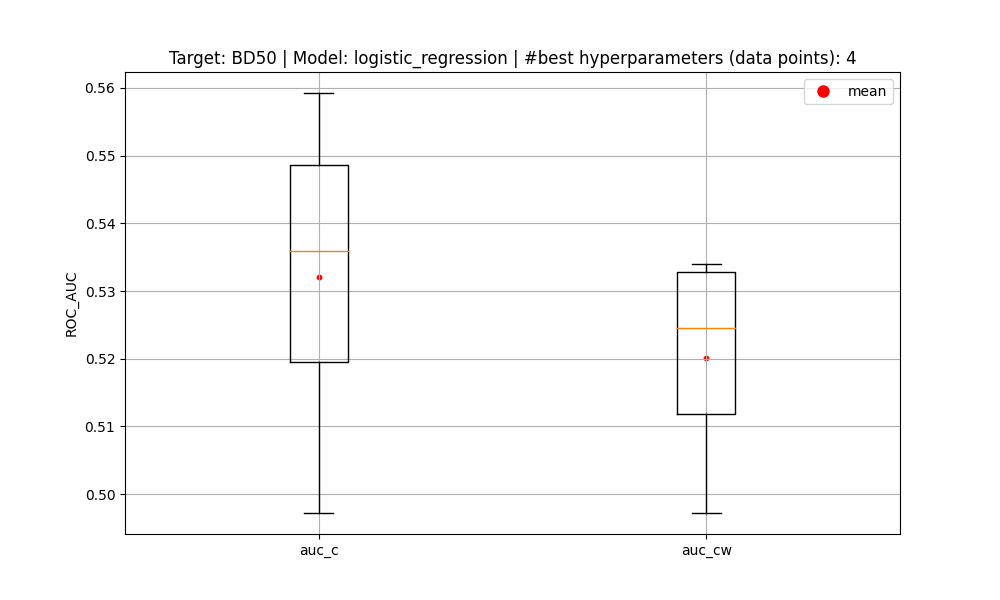 Target: BD50 | Model: logistic_regression | #best hyperparameters (data points): 4
mean
0.56
0.55
0.54
0.53
0.52
0.51
0.50
ROC_AUC
auc_c
auc_cw